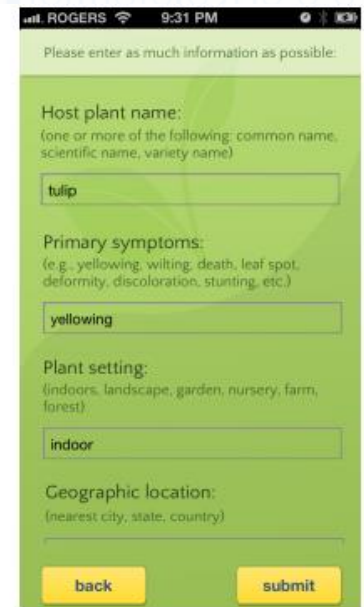 ROGERS 9:31 PM
Please enter as much information as possible:
Host plant name:
(one or more of the following: common name,
scientific name, variety name)
tulip
Primary symptoms:
(e.g., yellowing, wilting, death, leaf spot,
deformity, discoloration, stunting, etc.)
yellowing
Plant setting:
(indoors, landscape, garden, nursery, farm,
forest)
indoor
Geographic location:
(nearest city, state, country)
back submit